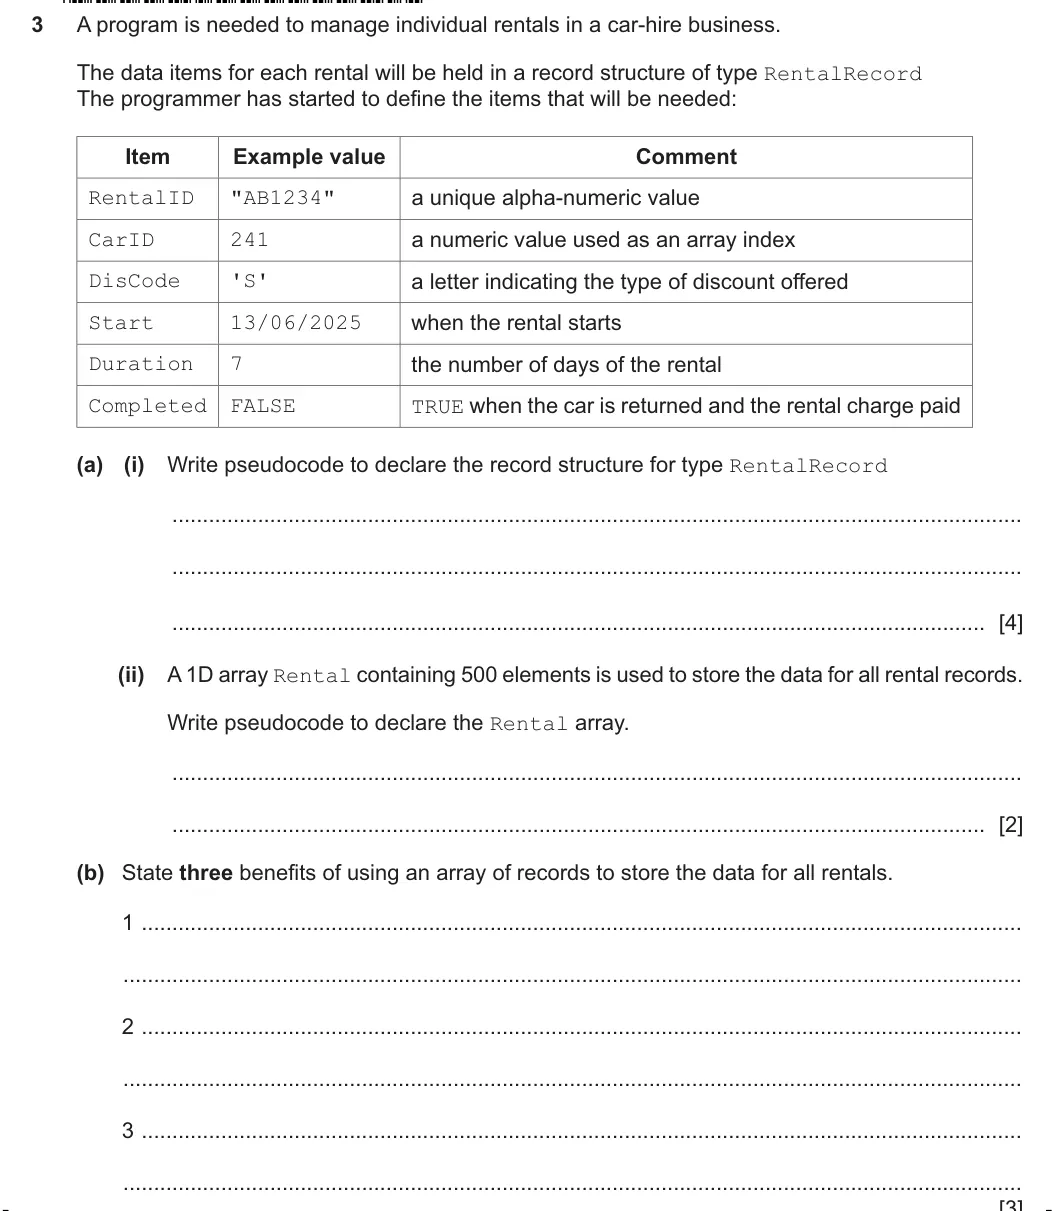 3 A program is needed to manage individual rentals in a car-hire business.
The data items for each rental will be held in a record structure of type RentalRecord
The programmer has started to define the items that will be needed:
Item Example value Comment
RentalID "AB1234" a unique alpha-numeric value
CarID 241 a numeric value used as an array index
DisCode 'S' a letter indicating the type of discount offered
Start 13/06/2025 when the rental starts
Duration 7 the number of days of the rental
Completed FALSE TRUE when the car is returned and the rental charge paid
(a) (i) Write pseudocode to declare the record structure for type RentalRecord
[4]
(ii) A 1D array Rental containing 500 elements is used to store the data for all rental records.
Write pseudocode to declare the Rental array.
[2]
(b) State three benefits of using an array of records to store the data for all rentals.
1
2
3
[3]